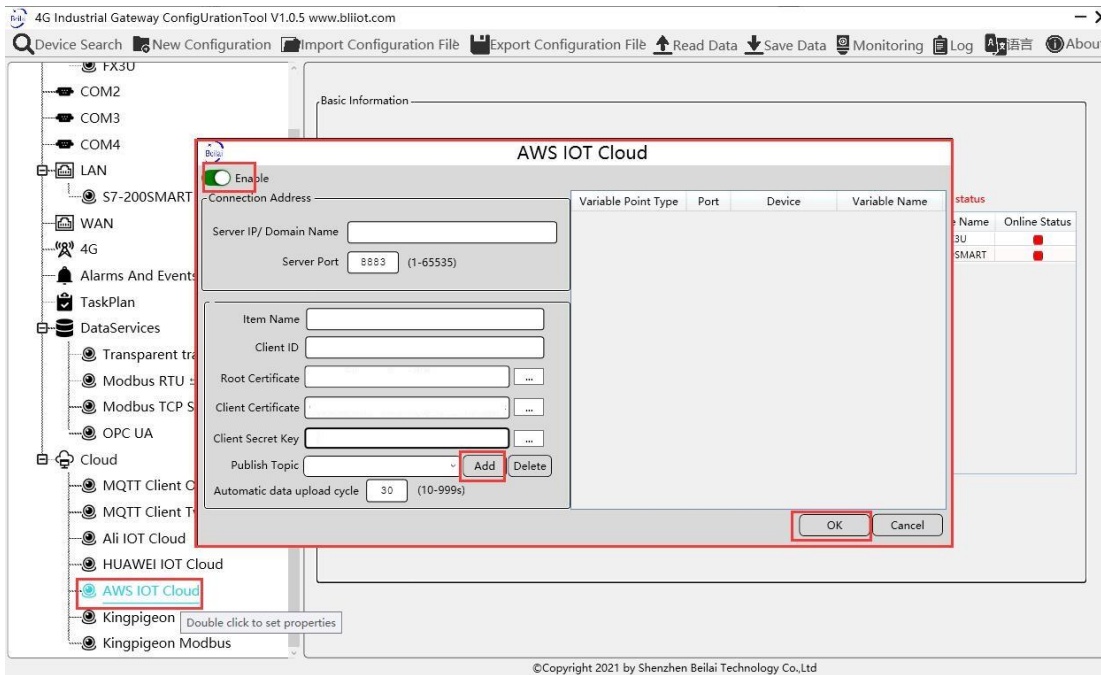 4G Industrial Gateway ConfigUrationTool V1.0.5 www.bliiot.com
Device Search New Configuration Import Configuration File Export Configuration File Read Data Save Data Monitoring Log 语言 Abou
FX3U
COM2
COM3
COM4
LAN
S7-200SMART
WAN
4G
Alarms And Events
TaskPlan
DataServices
Transparent tra
Modbus RTU
Modbus TCP S
OPC UA
Cloud
MQTT Client O
MQTT Client T
Ali IOT Cloud
HUAWEI IOT Cloud
AWS IOT Cloud
Kingpigeon
Kingpigeon Modbus
Double click to set properties
Basic Information
AWS IOT Cloud
Enable
Connection Address
Server IP/ Domain Name
Server Port 8883 (1-65535)
Item Name
Client ID
Root Certificate ...
Client Certificate ...
Client Secret Key ...
Publish Topic Add Delete
Automatic data upload cycle 30 (10-999s)
Variable Point Type Port Device Variable Name
OK Cancel
status
e Name Online Status
3U
SMART
©Copyright 2021 by Shenzhen Beilai Technology Co.,Ltd